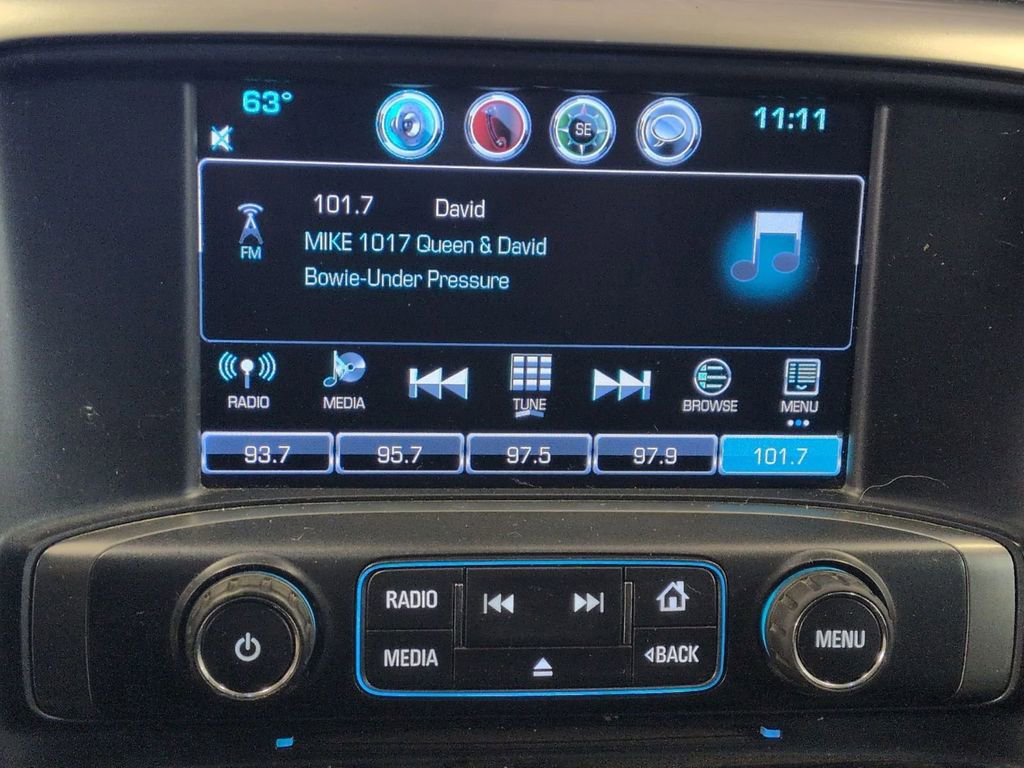 63°
SE
11:11
101.7 David
FM
MIKE 1017 Queen & David
Bowie-Under Pressure
RADIO
MEDIA
TUNE
BROWSE
MENU
93.7
95.7
97.5
97.9
101.7
RADIO
MEDIA
BACK
MENU